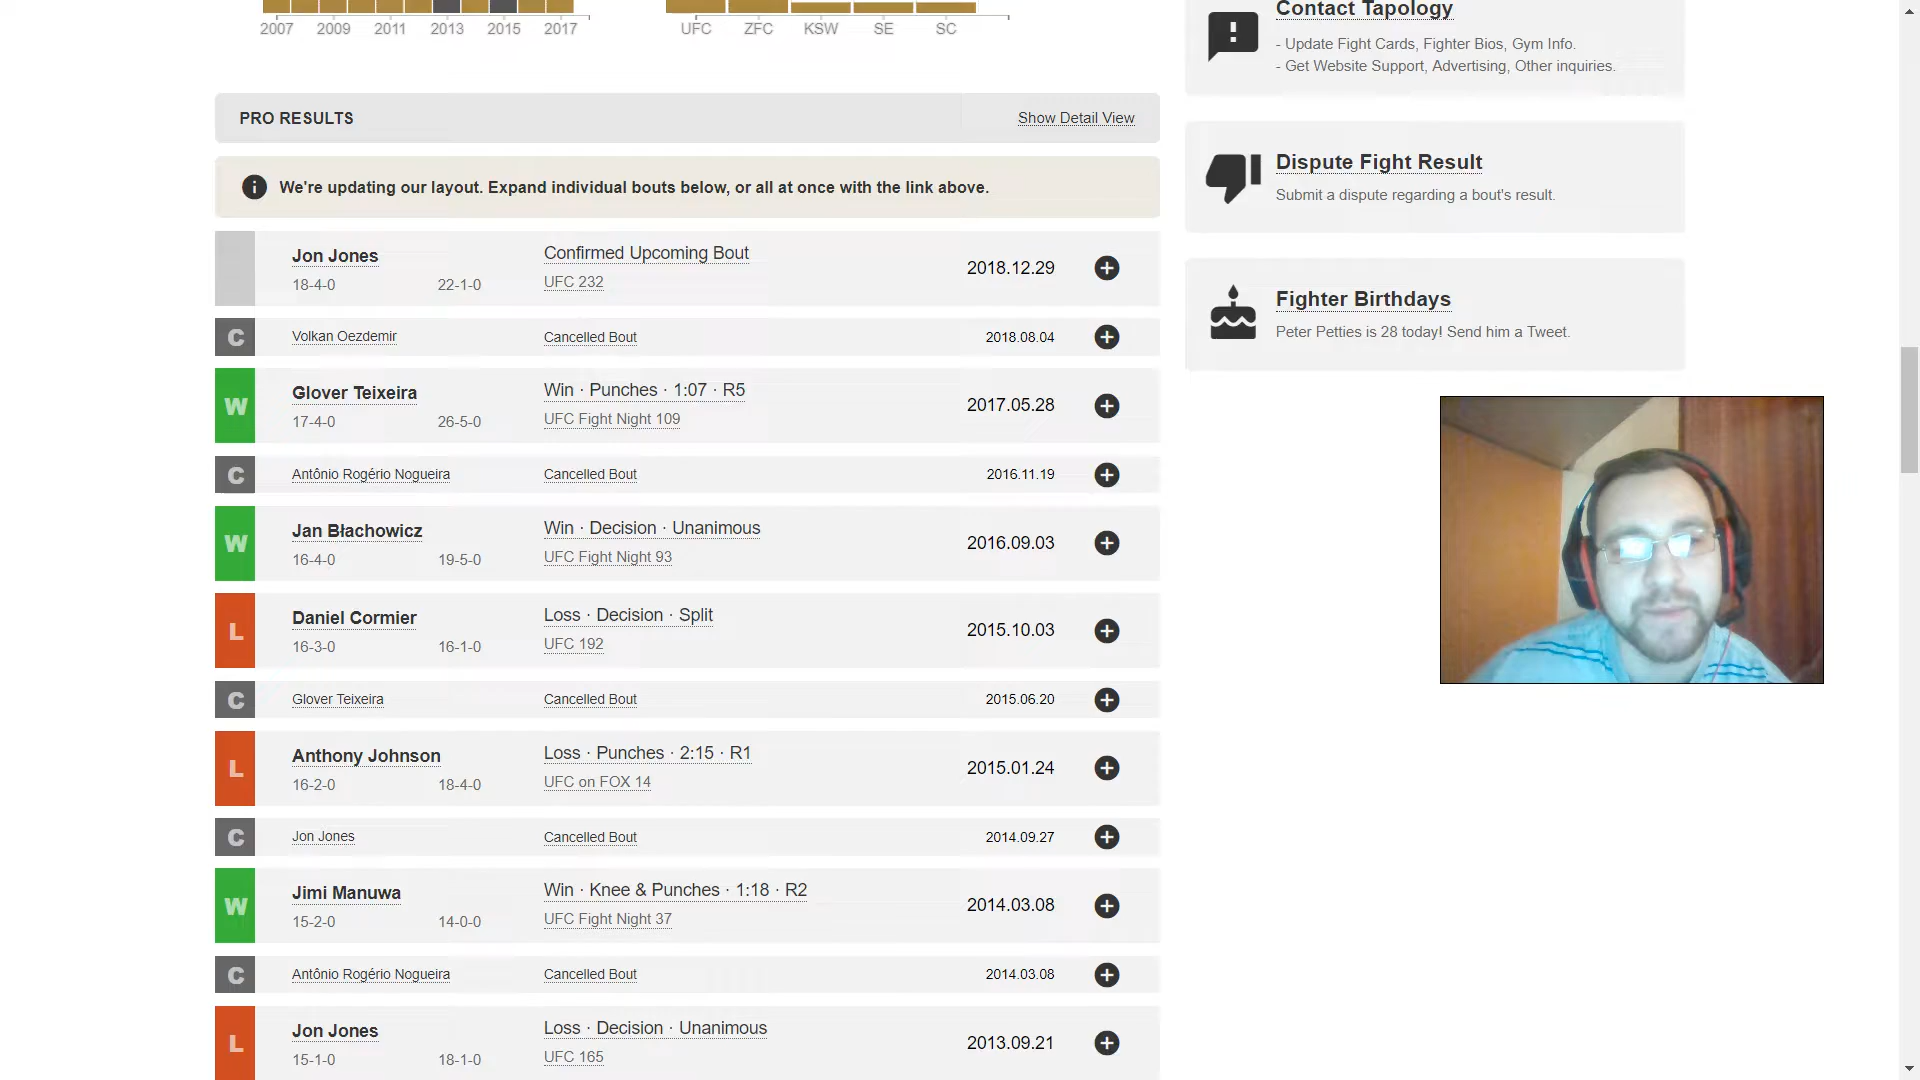 2007 2009 2011 2013 2015 2017
UFC ZFC KSW SE SC
PRO RESULTS
Show Detail View
We're updating our layout. Expand individual bouts below, or all at once with the link above.
Jon Jones
18-4-0 22-1-0
Confirmed Upcoming Bout
UFC 232
2018.12.29
C
Volkan Oezdemir
Cancelled Bout
2018.08.04
W
Glover Teixeira
17-4-0 26-5-0
Win · Punches · 1:07 · R5
UFC Fight Night 109
2017.05.28
C
Antônio Rogério Nogueira
Cancelled Bout
2016.11.19
W
Jan Błachowicz
16-4-0 19-5-0
Win · Decision · Unanimous
UFC Fight Night 93
2016.09.03
L
Daniel Cormier
16-3-0 16-1-0
Loss · Decision · Split
UFC 192
2015.10.03
C
Glover Teixeira
Cancelled Bout
2015.06.20
L
Anthony Johnson
16-2-0 18-4-0
Loss · Punches · 2:15 · R1
UFC on FOX 14
2015.01.24
C
Jon Jones
Cancelled Bout
2014.09.27
W
Jimi Manuwa
15-2-0 14-0-0
Win · Knee & Punches · 1:18 · R2
UFC Fight Night 37
2014.03.08
C
Antônio Rogério Nogueira
Cancelled Bout
2014.03.08
L
Jon Jones
15-1-0 18-1-0
Loss · Decision · Unanimous
UFC 165
2013.09.21
Contact Tapology
- Update Fight Cards, Fighter Bios, Gym Info.
- Get Website Support, Advertising, Other inquiries.
Dispute Fight Result
Submit a dispute regarding a bout's result.
Fighter Birthdays
Peter Petties is 28 today! Send him a Tweet.